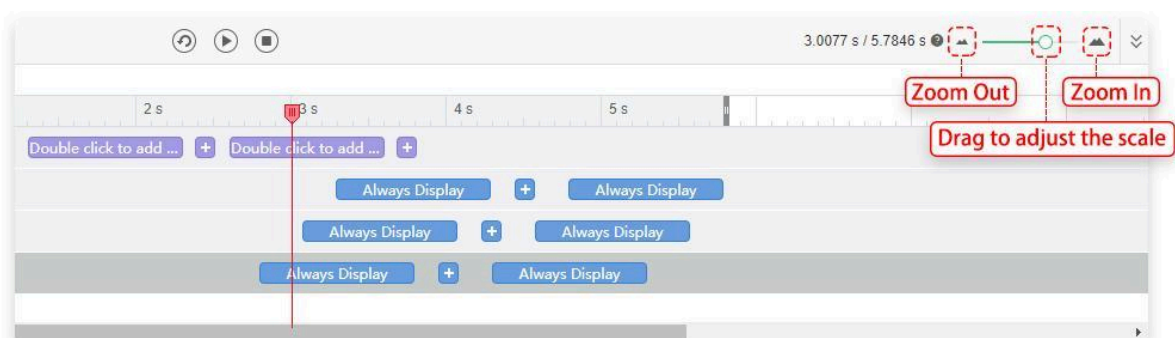 3.0077 s / 5.7846 s ?
Zoom Out
Zoom In
2 s
3 s
4 s
5 s
Drag to adjust the scale
Double click to add ...
+
Double click to add ...
+
Always Display
+
Always Display
Always Display
+
Always Display
Always Display
+
Always Display